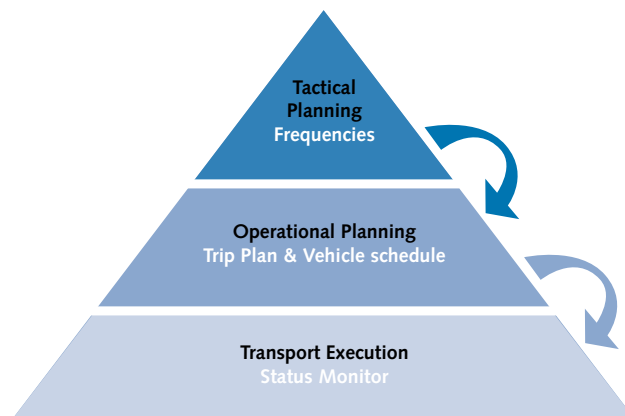 Tactical
Planning
Frequencies
Operational Planning
Trip Plan & Vehicle schedule
Transport Execution
Status Monitor